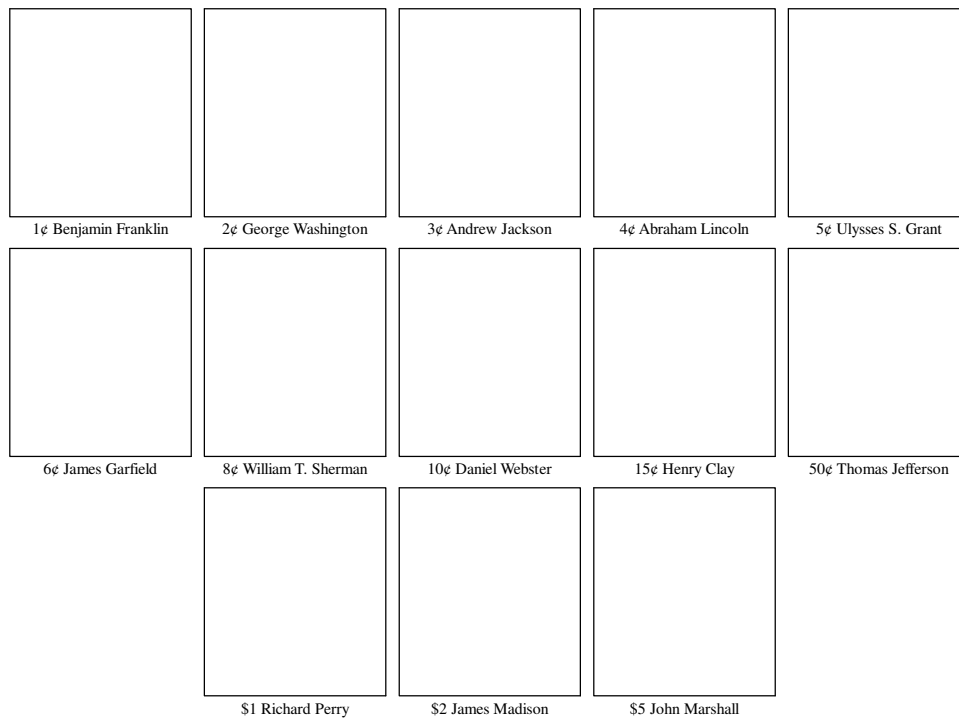 1¢ Benjamin Franklin
2¢ George Washington
3¢ Andrew Jackson
4¢ Abraham Lincoln
5¢ Ulysses S. Grant
6¢ James Garfield
8¢ William T. Sherman
10¢ Daniel Webster
15¢ Henry Clay
50¢ Thomas Jefferson
$1 Richard Perry
$2 James Madison
$5 John Marshall